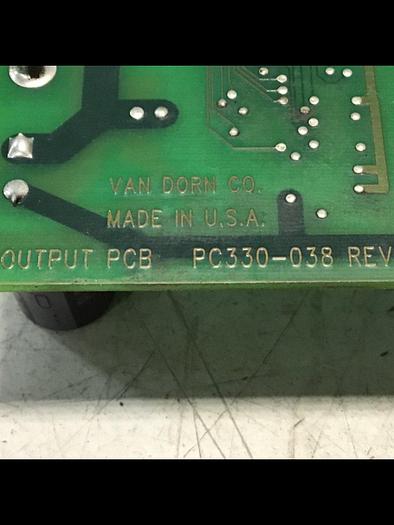 VAN DORN CO.
MADE IN U.S.A.
OUTPUT PCB PC330-038 REV